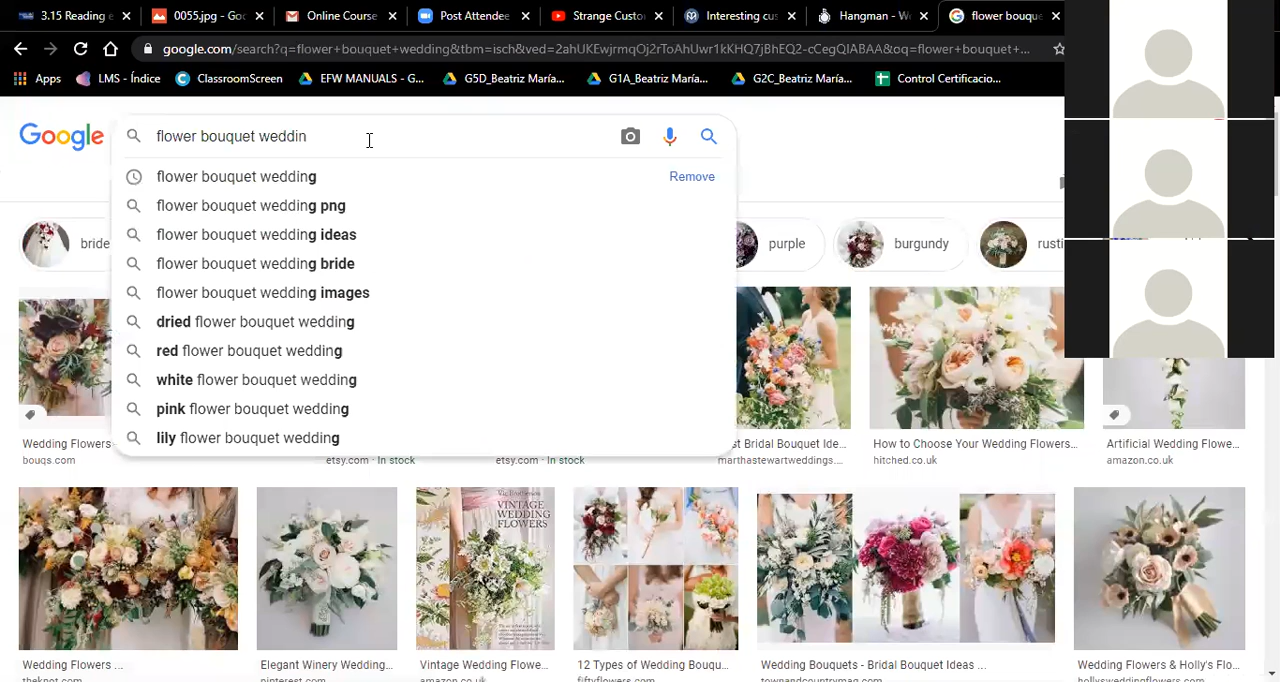 3.15 Reading e
0055.jpg - Goo
Online Course
Post Attendee
Strange Custo
Interesting cus
Hangman - W
flower bouque
google.com/search?q=flower+bouquet+wedding&tbm=isch&ved=2ahUKEwjrmqOj2rToAhUwr1kKHQ7jBhEQ2-cCegQIABAA&oq=flower+bouquet+...
Apps
LMS - Índice
ClassroomScreen
EFW MANUALS - G...
G5D_Beatriz María...
G1A_Beatriz María...
G2C_Beatriz María...
Control Certificacio...
Google
flower bouquet weddin
flower bouquet wedding
Remove
flower bouquet wedding png
flower bouquet wedding ideas
flower bouquet wedding bride
flower bouquet wedding images
dried flower bouquet wedding
red flower bouquet wedding
white flower bouquet wedding
pink flower bouquet wedding
lily flower bouquet wedding
bride
purple
burgundy
rusti
Wedding Flowers
bouqs.com
etsy.com · In stock
etsy.com · In stock
st Bridal Bouquet Ide...
marthastewartweddings....
How to Choose Your Wedding Flowers...
hitched.co.uk
Artificial Wedding Flowe...
amazon.co.uk
VINTAGE
WEDDING
FLOWERS
Wedding Flowers ...
theknot.com
Elegant Winery Wedding...
pinterest.com
Vintage Wedding Flowe...
amazon.co.uk
12 Types of Wedding Bouqu...
fiftyflowers.com
Wedding Bouquets - Bridal Bouquet Ideas ...
townandcountrymag.com
Wedding Flowers & Holly's Flo...
hollysweddingflowers.com